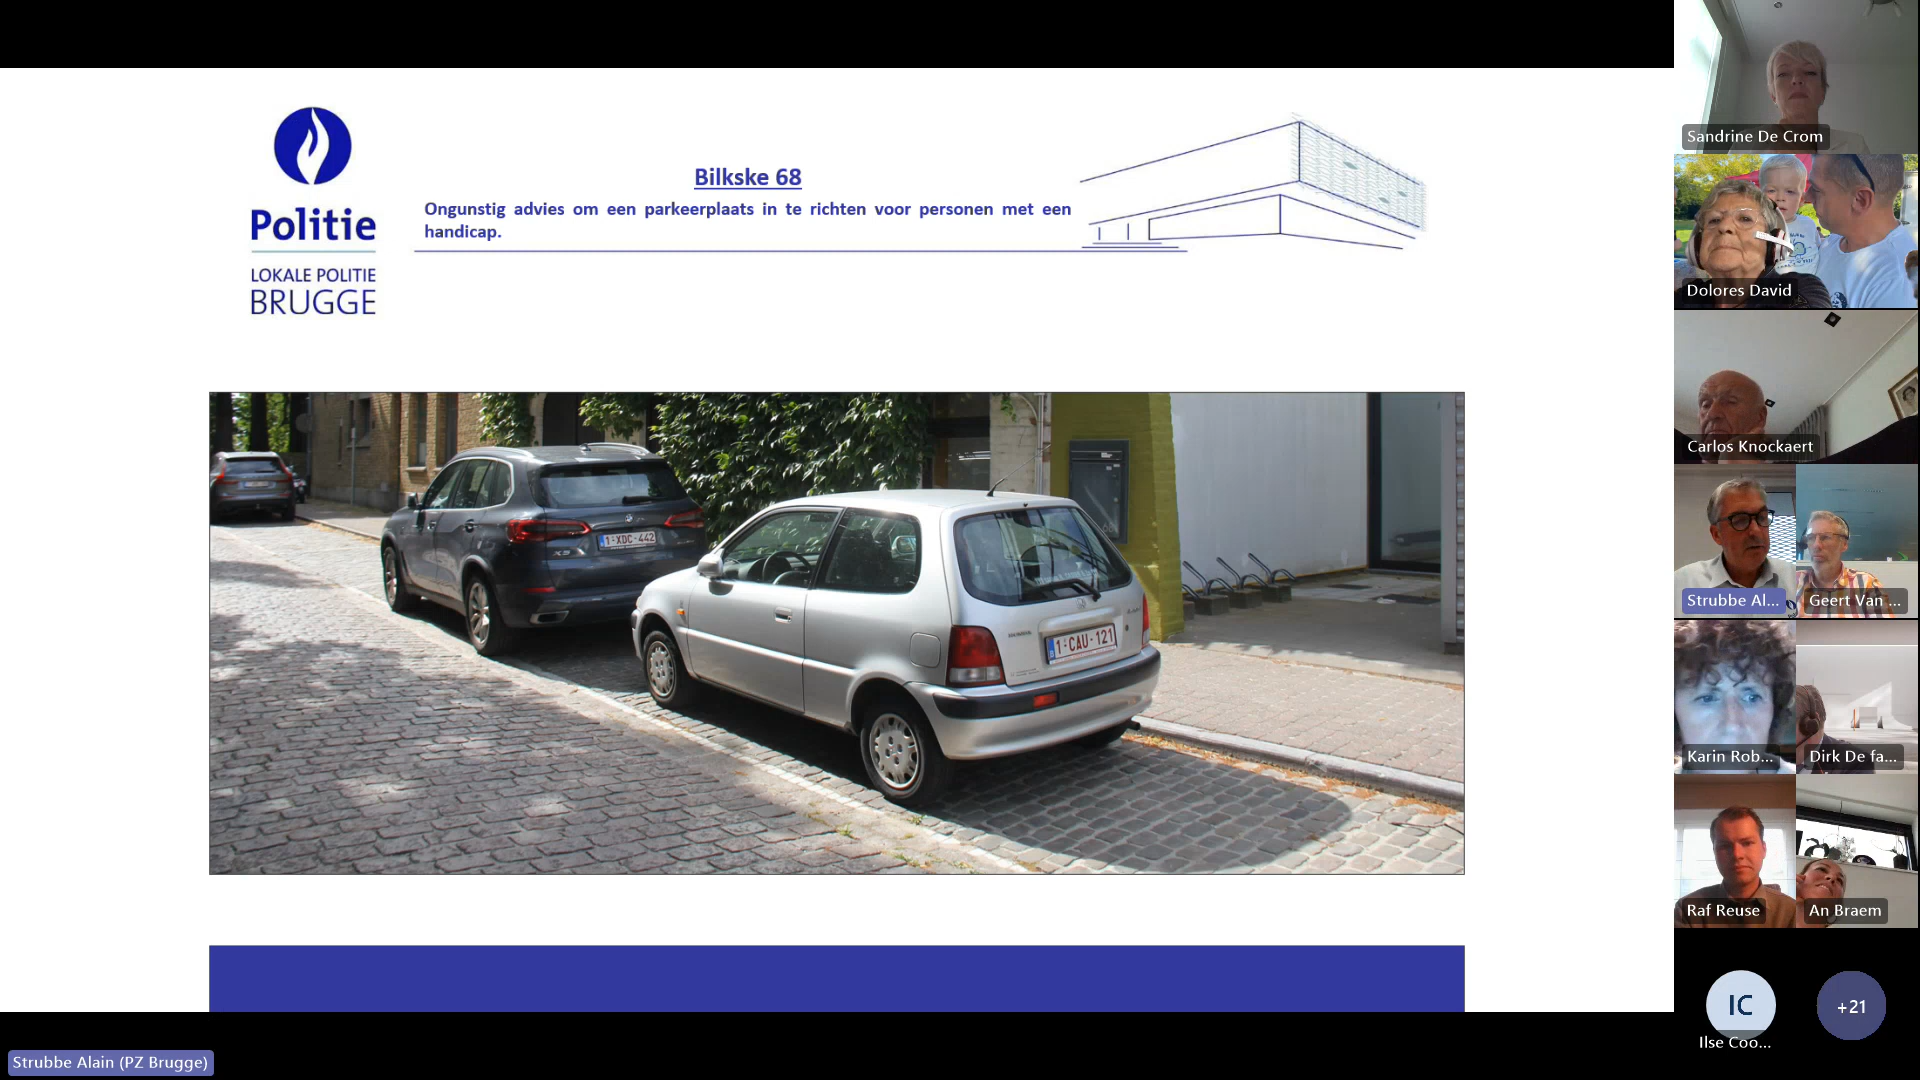 Politie
LOKALE POLITIE
BRUGGE
Bilkske 68
Ongunstig advies om een parkeerplaats in te richten voor personen met een
handicap.
X5
1-XDC-442
1-CAU-121
Sandrine De Crom
Dolores David
Carlos Knockaert
Strubbe Al...
Geert Van ...
Karin Rob...
Dirk De fa...
Raf Reuse
An Braem
IC
Ilse Coo...
+21
Strubbe Alain (PZ Brugge)